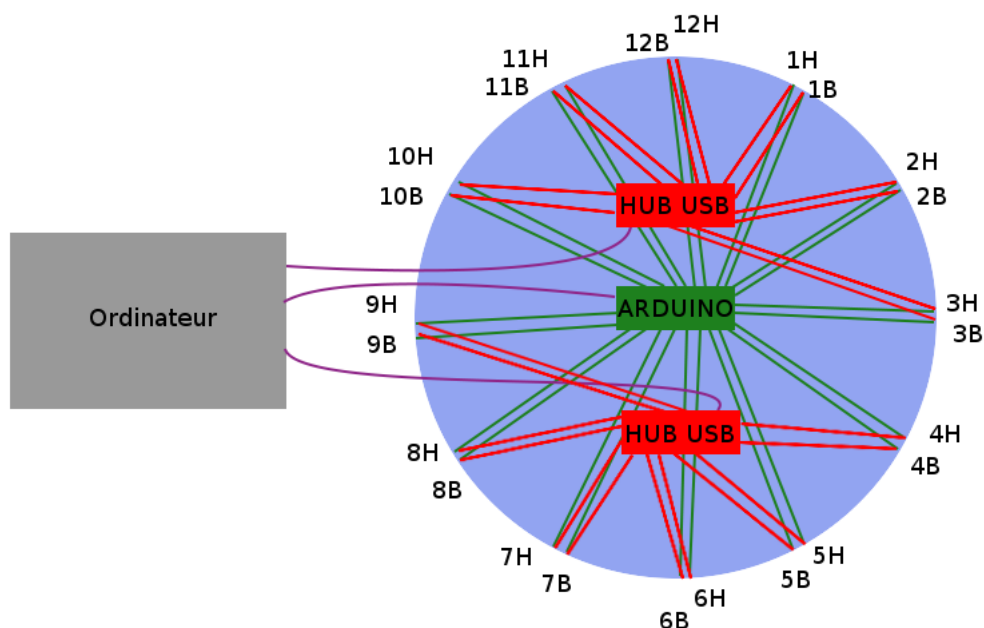 12H
12B
11H
1H
11B
1B
10H
2H
10B
2B
HUB USB
Ordinateur
9H
ARDUINO
3H
9B
3B
8H
HUB USB
4H
8B
4B
7H
5H
7B
5B
6H
6B